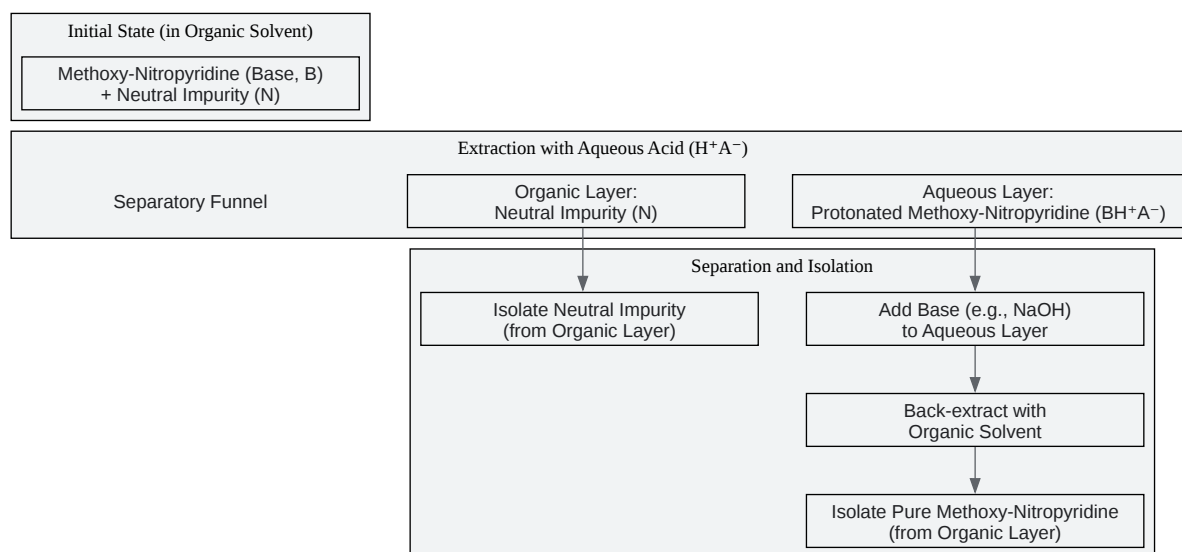 Initial State (in Organic Solvent)
Methoxy-Nitropyridine (Base, B)
+ Neutral Impurity (N)
Extraction with Aqueous Acid (H⁺A⁻)
Separatory Funnel
Organic Layer:
Neutral Impurity (N)
Aqueous Layer:
Protonated Methoxy-Nitropyridine (BH⁺A⁻)
Separation and Isolation
Isolate Neutral Impurity
(from Organic Layer)
Add Base (e.g., NaOH)
to Aqueous Layer
Back-extract with
Organic Solvent
Isolate Pure Methoxy-Nitropyridine
(from Organic Layer)